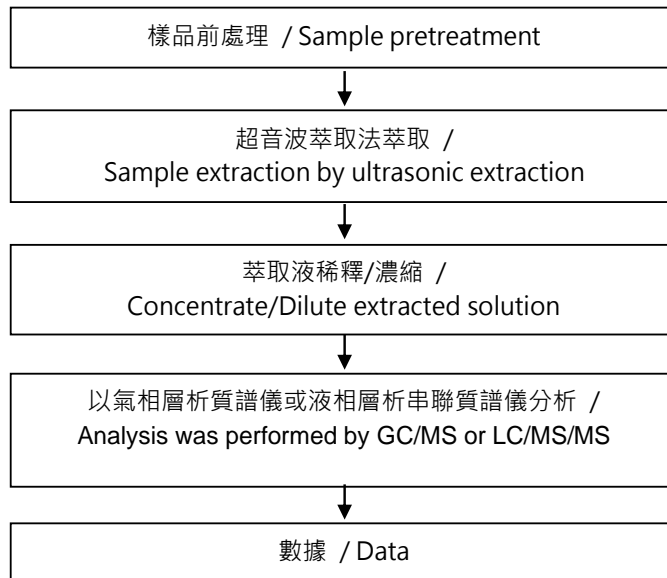 樣品前處理 / Sample pretreatment
超音波萃取法萃取 /
Sample extraction by ultrasonic extraction
萃取液稀釋/濃縮 /
Concentrate/Dilute extracted solution
以氣相層析質譜儀或液相層析串聯質譜儀分析 /
Analysis was performed by GC/MS or LC/MS/MS
數據 / Data